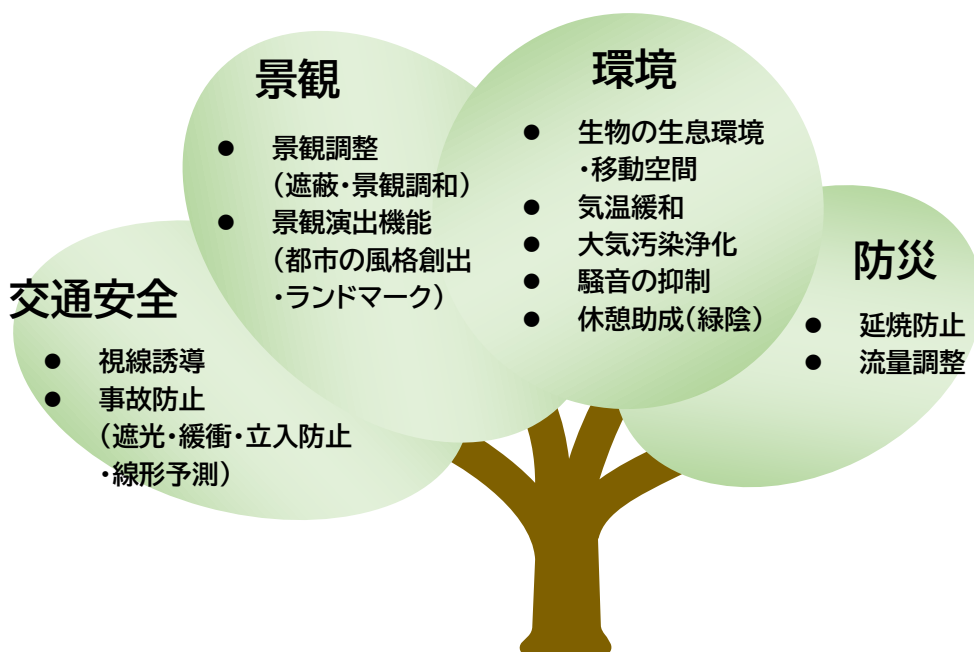 景観
● 景観調整
(遮蔽・景観調和)
● 景観演出機能
(都市の風格創出
・ランドマーク)
環境
● 生物の生息環境
・移動空間
● 気温緩和
● 大気汚染浄化
● 騒音の抑制
● 休憩助成(緑陰)
交通安全
● 視線誘導
● 事故防止
(遮光・緩衝・立入防止
・線形予測)
防災
● 延焼防止
● 流量調整